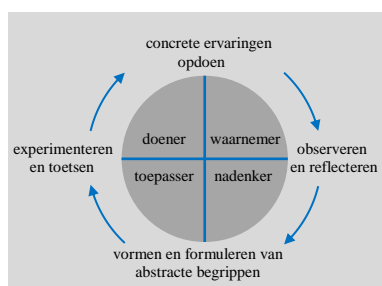 concrete ervaringen
opdoen
doener
waarnemer
experimenteren
en toetsen
observeren
en reflecteren
toepasser
nadenker
vormen en formuleren van
abstracte begrippen